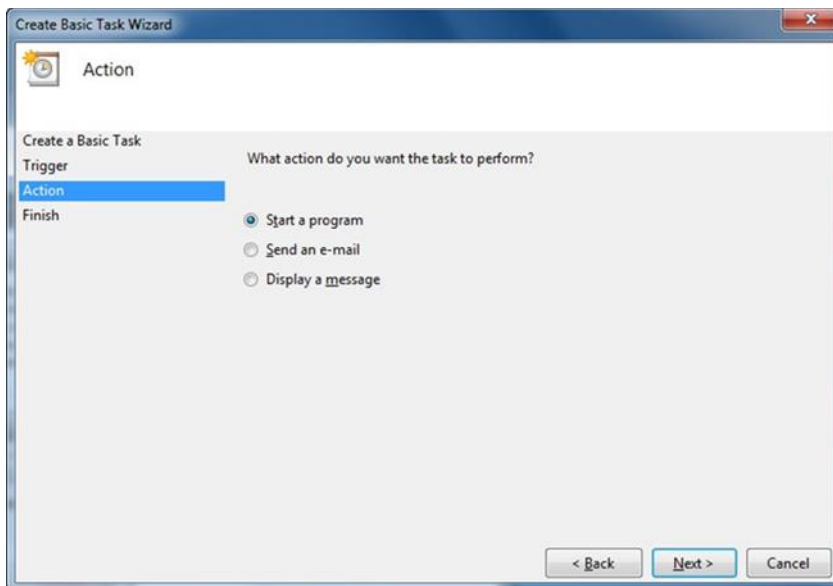 Create Basic Task Wizard
Action
Create a Basic Task
Trigger
Action
Finish
What action do you want the task to perform?
Start a program
Send an e-mail
Display a message
< Back
Next >
Cancel